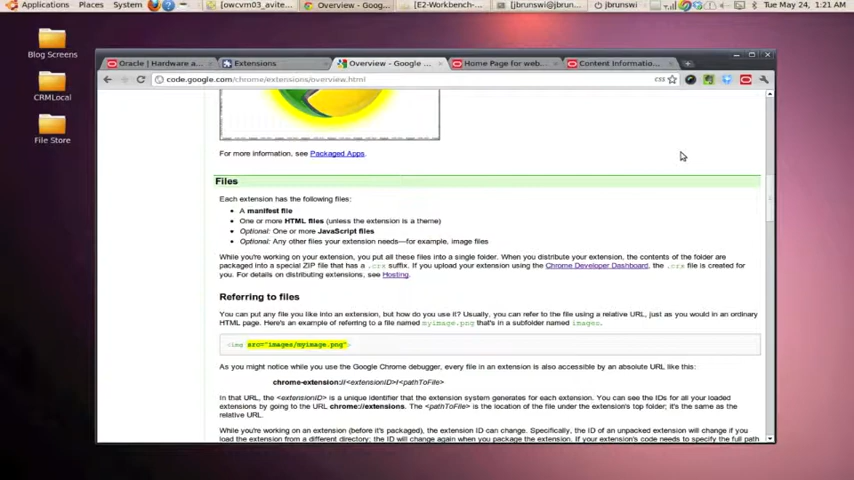 Applications Places System [owcvm03_avite... Overview - Goog... [E2-Workbench-... [jbrunswi@jbrun... jbrunswi Tue May 24, 1:21 AM
Blog Screens
CRMLocal
File Store
Oracle | Hardware a... Extensions Overview - Google ... Home Page for web... Content Informatio...
code.google.com/chrome/extensions/overview.html
For more information, see Packaged Apps.
Files
Each extension has the following files:
• A manifest file
• One or more HTML files (unless the extension is a theme)
• Optional: One or more JavaScript files
• Optional: Any other files your extension needs—for example, image files
While you're working on your extension, you put all these files into a single folder. When you distribute your extension, the contents of the folder are
packaged into a special ZIP file that has a .crx suffix. If you upload your extension using the Chrome Developer Dashboard, the .crx file is created for
you. For details on distributing extensions, see Hosting.
Referring to files
You can put any file you like into an extension, but how do you use it? Usually, you can refer to the file using a relative URL, just as you would in an ordinary
HTML page. Here's an example of referring to a file named myimage.png that's in a subfolder named images.
<img src="images/myimage.png">
As you might notice while you use the Google Chrome debugger, every file in an extension is also accessible by an absolute URL like this:
chrome-extension://<extensionID>/<pathToFile>
In that URL, the <extensionID> is a unique identifier that the extension system generates for each extension. You can see the IDs for all your loaded
extensions by going to the URL chrome://extensions. The <pathToFile> is the location of the file under the extension's top folder; it's the same as the
relative URL.
While you're working on an extension (before it's packaged), the extension ID can change. Specifically, the ID of an unpacked extension will change if you
load the extension from a different directory; the ID will change again when you package the extension. If your extension's code needs to specify the full path